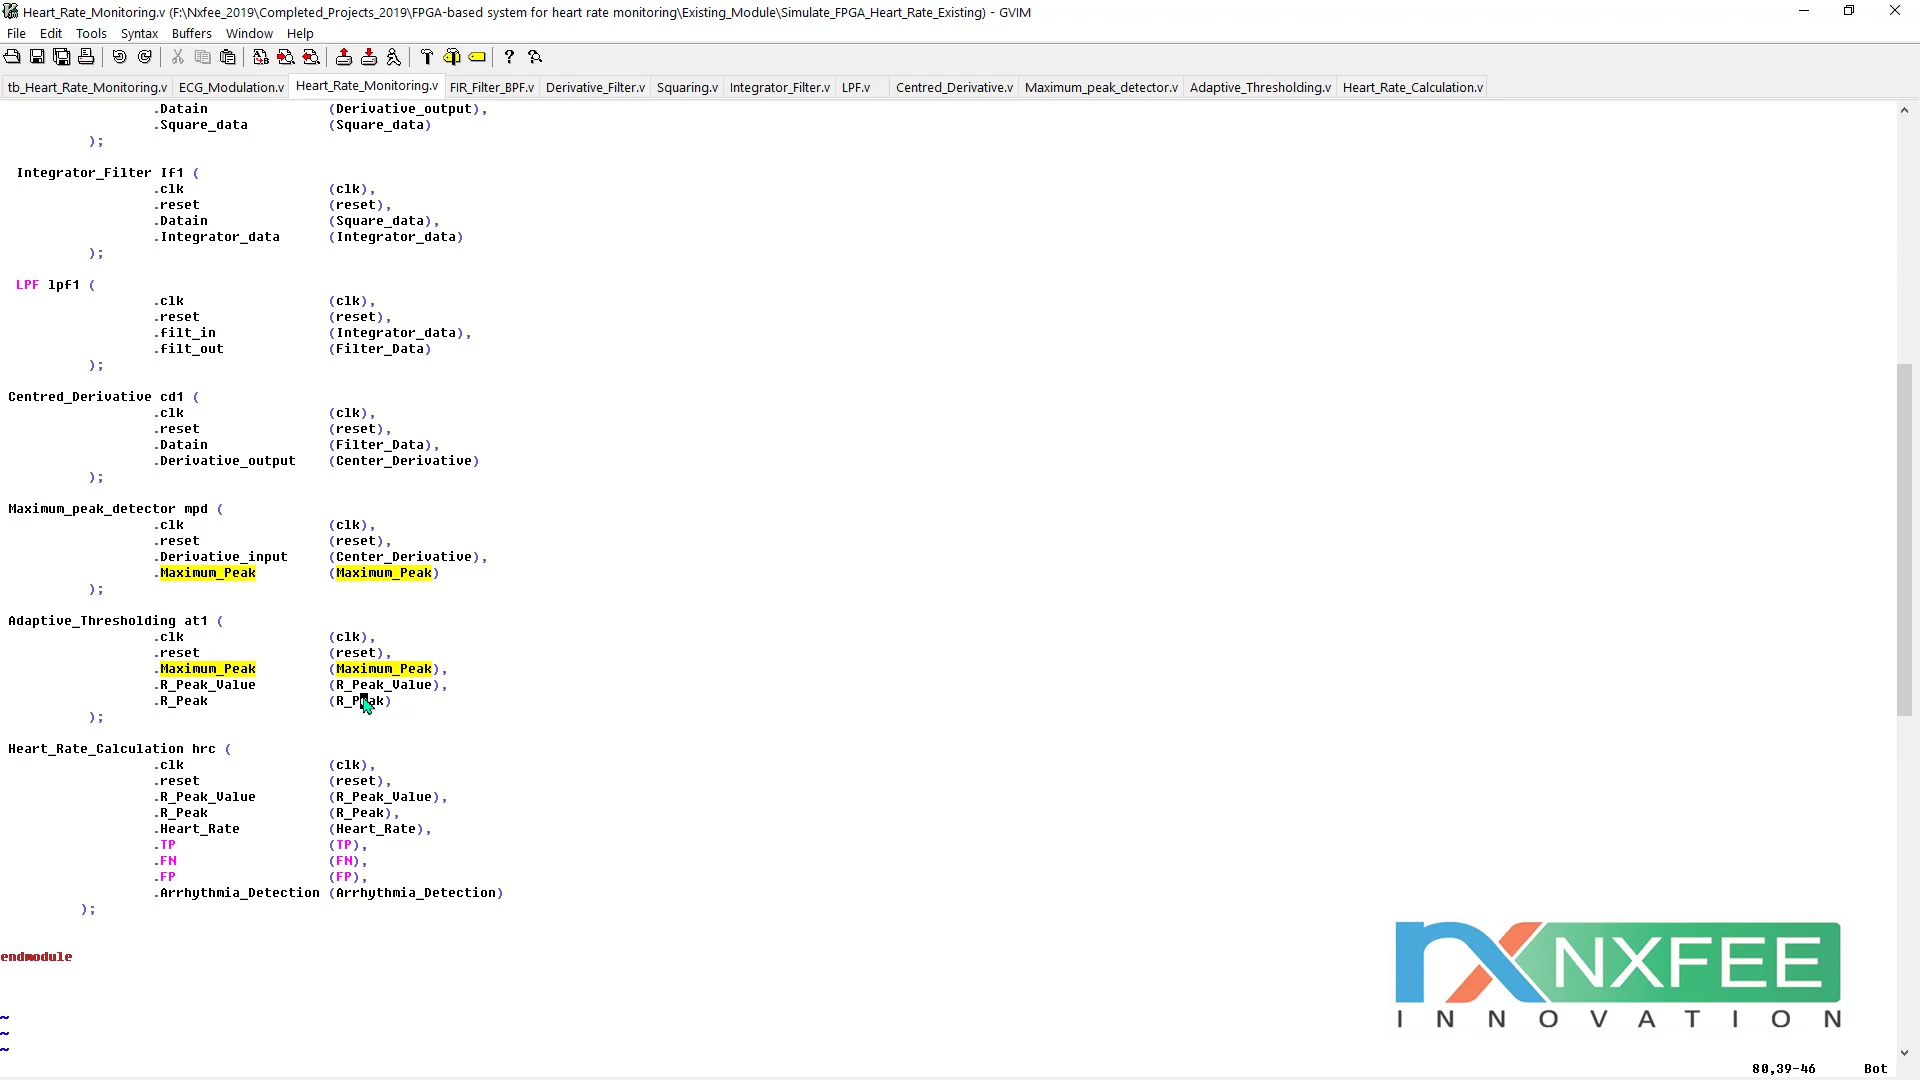 Heart_Rate_Monitoring.v (F:\Nxfee_2019\Completed_Projects_2019\FPGA-based system for heart rate monitoring\Existing_Module\Simulate_FPGA_Heart_Rate_Existing) - GVIM
File Edit Tools Syntax Buffers Window Help
tb_Heart_Rate_Monitoring.v ECG_Modulation.v Heart_Rate_Monitoring.v FIR_Filter_BPF.v Derivative_Filter.v Squaring.v Integrator_Filter.v LPF.v Centred_Derivative.v Maximum_peak_detector.v Adaptive_Thresholding.v Heart_Rate_Calculation.v
.Datain (Derivative_output),
.Square_data (Square_data)
);
Integrator_Filter If1 (
.clk (clk),
.reset (reset),
.Datain (Square_data),
.Integrator_data (Integrator_data)
);
LPF lpf1 (
.clk (clk),
.reset (reset),
.filt_in (Integrator_data),
.filt_out (Filter_Data)
);
Centred_Derivative cd1 (
.clk (clk),
.reset (reset),
.Datain (Filter_Data),
.Derivative_output (Center_Derivative)
);
Maximum_peak_detector mpd (
.clk (clk),
.reset (reset),
.Derivative_input (Center_Derivative),
.Maximum_Peak (Maximum_Peak)
);
Adaptive_Thresholding at1 (
.clk (clk),
.reset (reset),
.Maximum_Peak (Maximum_Peak),
.R_Peak_Value (R_Peak_Value),
.R_Peak (R_Peak)
);
Heart_Rate_Calculation hrc (
.clk (clk),
.reset (reset),
.R_Peak_Value (R_Peak_Value),
.R_Peak (R_Peak),
.Heart_Rate (Heart_Rate),
.TP (TP),
.FN (FN),
.FP (FP),
.Arrhythmia_Detection (Arrhythmia_Detection)
);
endmodule
~
~
~
NXFEE
INNOVATION
80,39-46 Bot